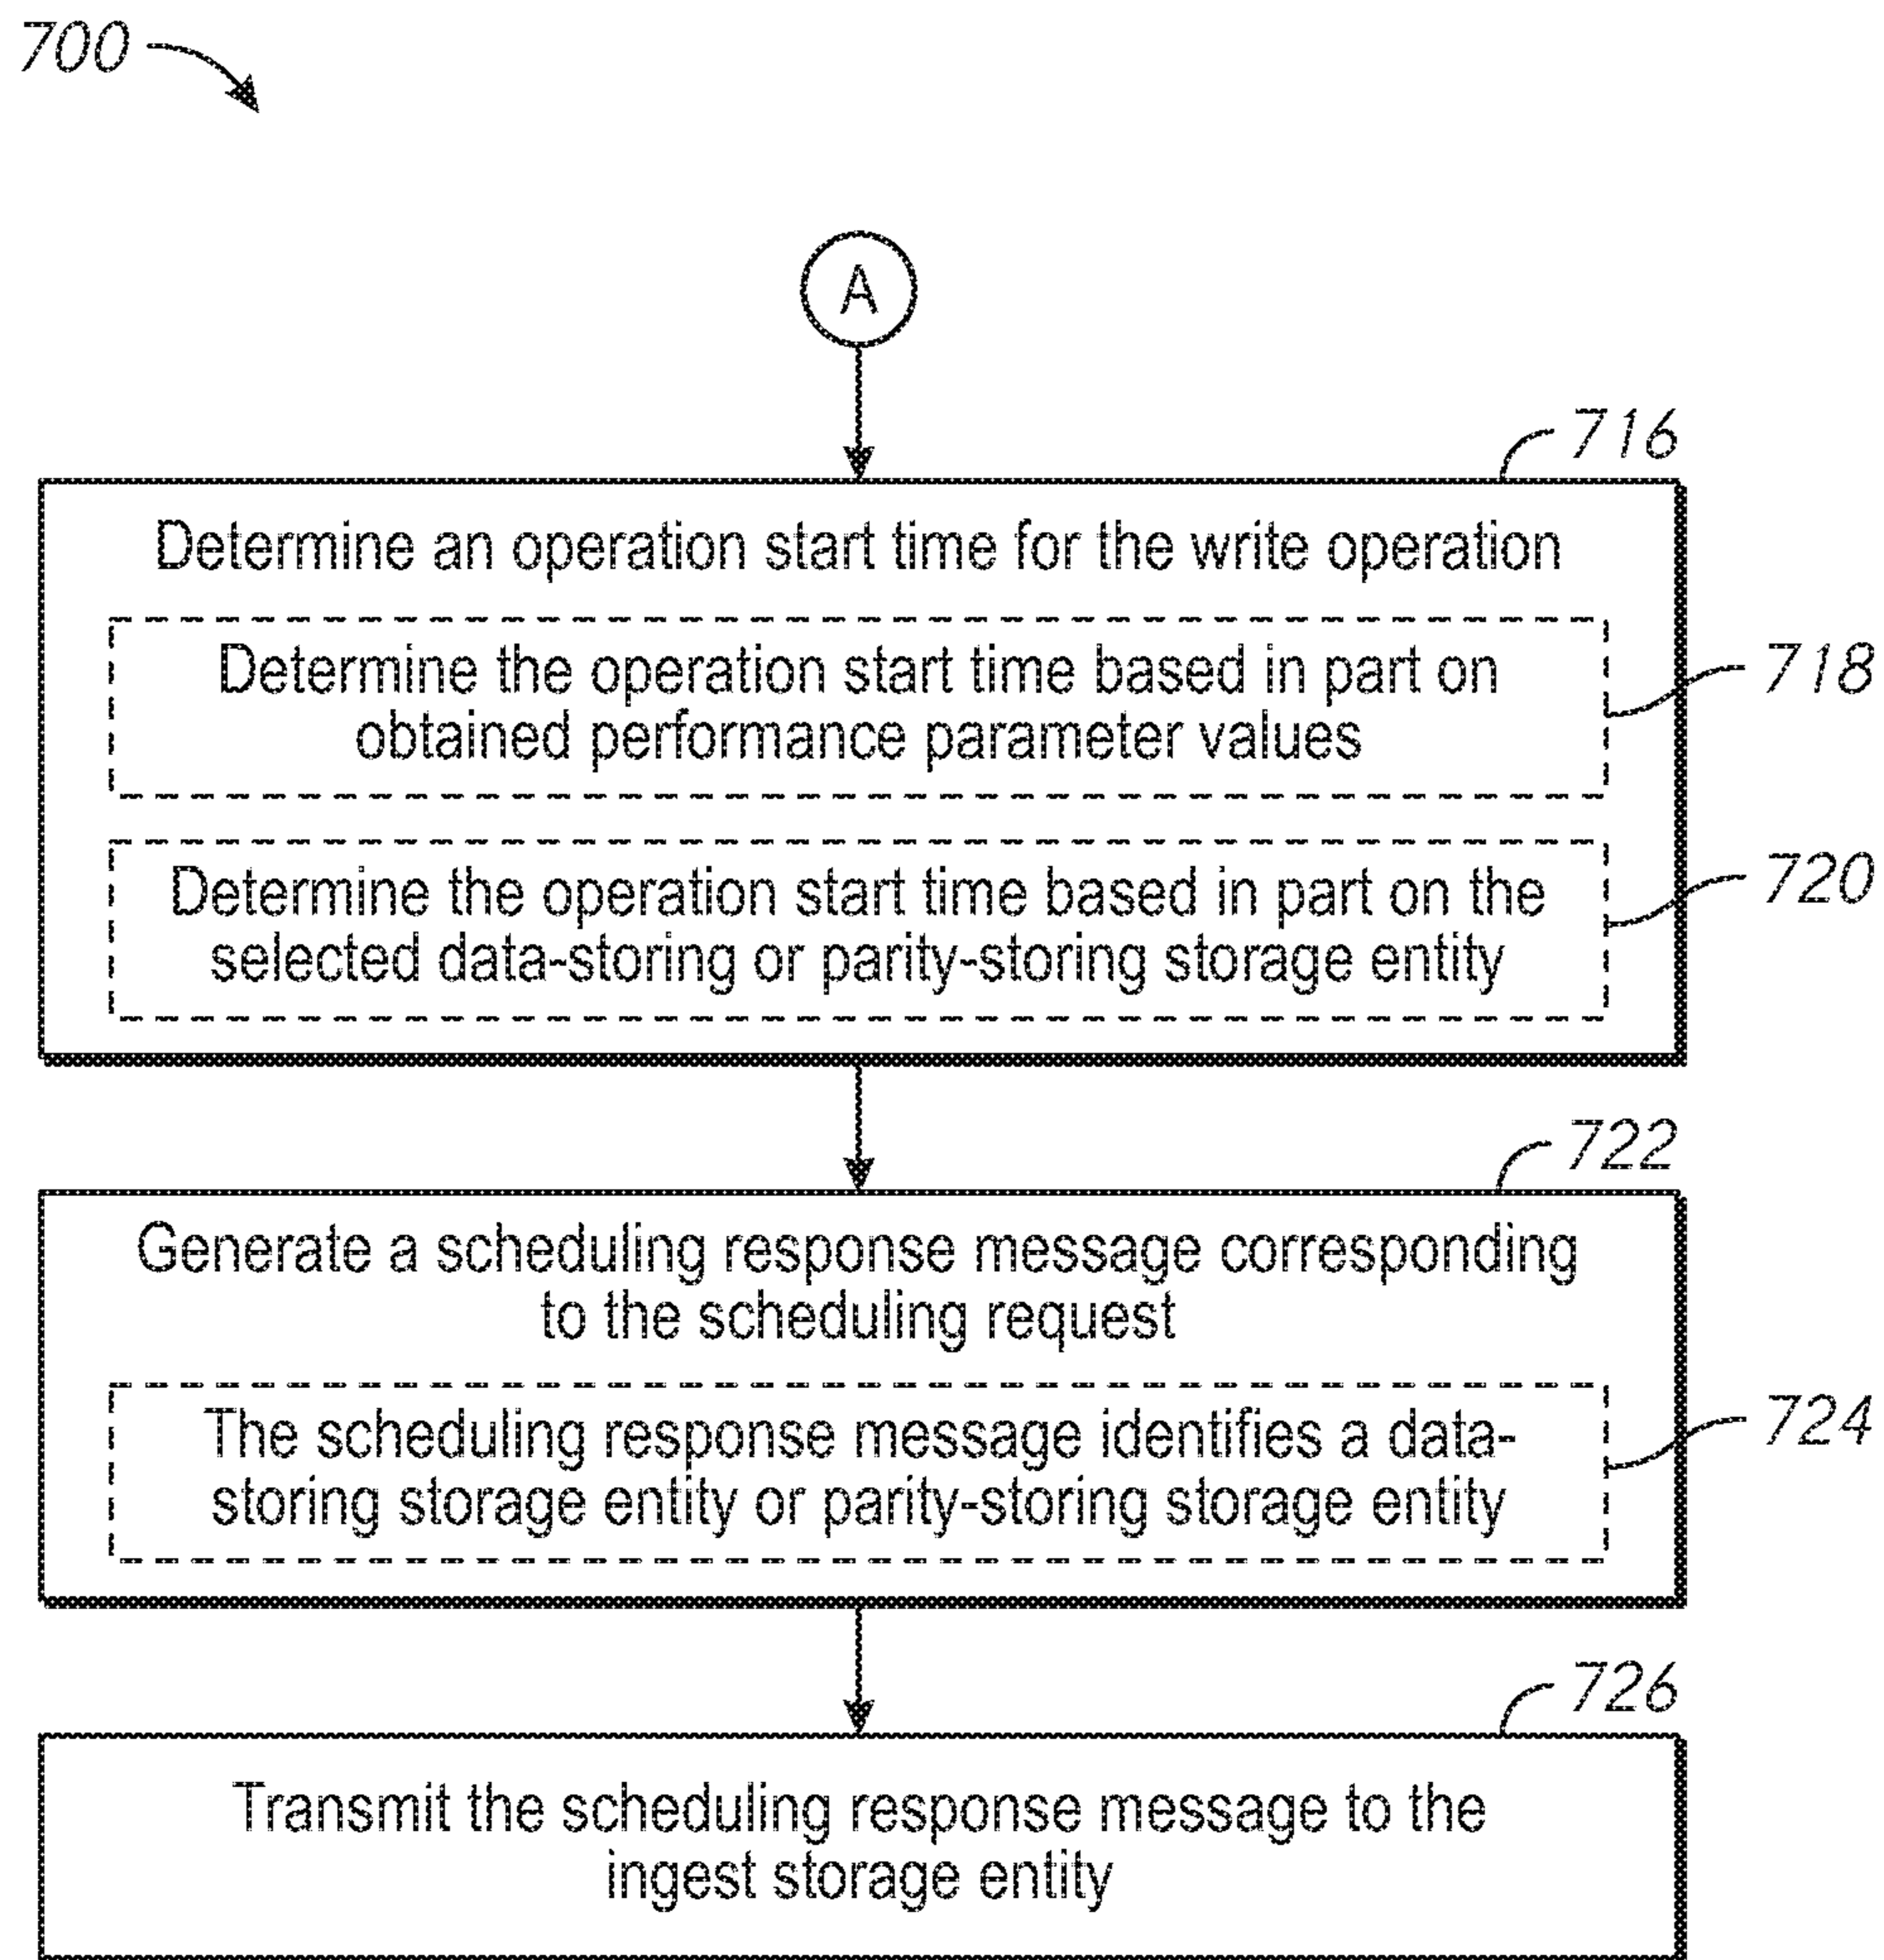 700
A
716
Determine an operation start time for the write operation
Determine the operation start time based in part on
obtained performance parameter values
718
Determine the operation start time based in part on the
selected data-storing or parity-storing storage entity
720
722
Generate a scheduling response message corresponding
to the scheduling request
The scheduling response message identifies a data-
storing storage entity or parity-storing storage entity
724
726
Transmit the scheduling response message to the
ingest storage entity